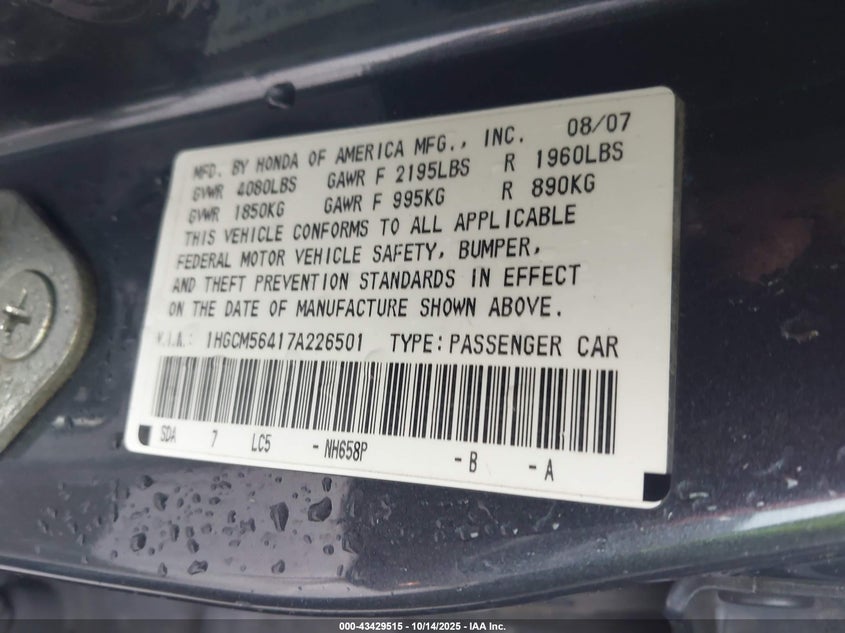 MFD. BY HONDA OF AMERICA MFG., INC. 08/07
GVWR 4080LBS GAWR F 2195LBS R 1960LBS
GVWR 1850KG GAWR F 995KG R 890KG
THIS VEHICLE CONFORMS TO ALL APPLICABLE
FEDERAL MOTOR VEHICLE SAFETY, BUMPER,
AND THEFT PREVENTION STANDARDS IN EFFECT
ON THE DATE OF MANUFACTURE SHOWN ABOVE.
V.I.N.: 1HGCM56417A226501 TYPE: PASSENGER CAR
SDA 7 LC5 - NH658P - B - A
000-43429515 | 10/14/2025 - IAA Inc.